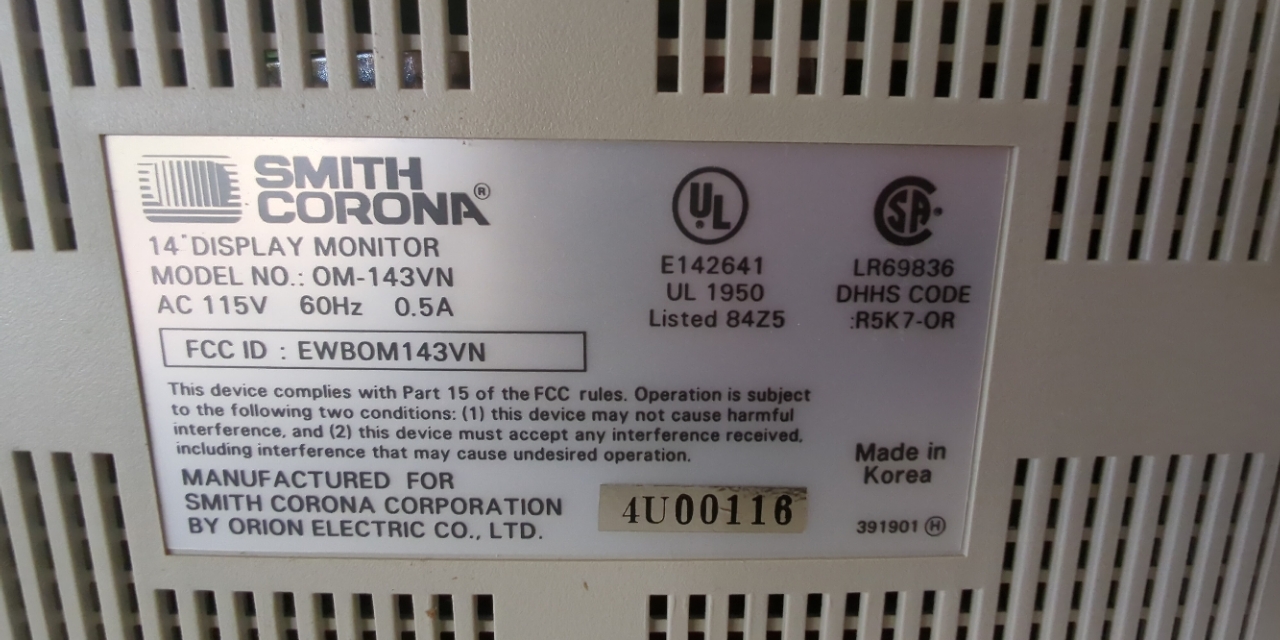 SMITH
CORONA®
14" DISPLAY MONITOR
MODEL NO.: OM-143VN
AC 115V 60Hz 0.5A
FCC ID : EWBOM143VN
UL
E142641
UL 1950
Listed 84Z5
SA
LR69836
DHHS CODE
:R5K7-OR
This device complies with Part 15 of the FCC rules. Operation is subject
to the following two conditions: (1) this device may not cause harmful
interference, and (2) this device must accept any interference received,
including interference that may cause undesired operation.
MANUFACTURED FOR
SMITH CORONA CORPORATION
BY ORION ELECTRIC CO., LTD.
4U00116
Made in
Korea
391901 Ⓗ